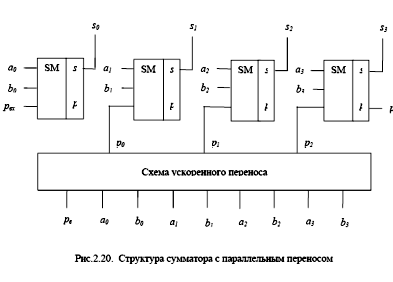 s₀ s₁ s₂ s₃
a₀ SM s a₁ SM s a₂ SM s a₃ SM s
b₀ b₁ b₂ b₃
pвх p p p p p
p₀ p₁ p₂
Схема ускоренного переноса
pв a₀ b₀ a₁ b₁ a₂ b₂ a₃ b₃
Рис.2.20. Структура сумматора с параллельным переносом